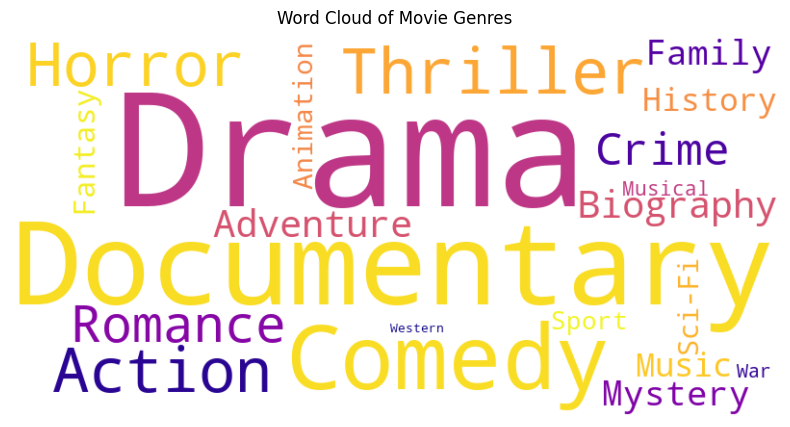 Word Cloud of Movie Genres
Horror
Thriller
Family
Animation
Fantasy
History
Drama
Crime
Musical
Biography
Adventure
Documentary
Sci-Fi
Romance
Western
Sport
Comedy
Action
Music
War
Mystery